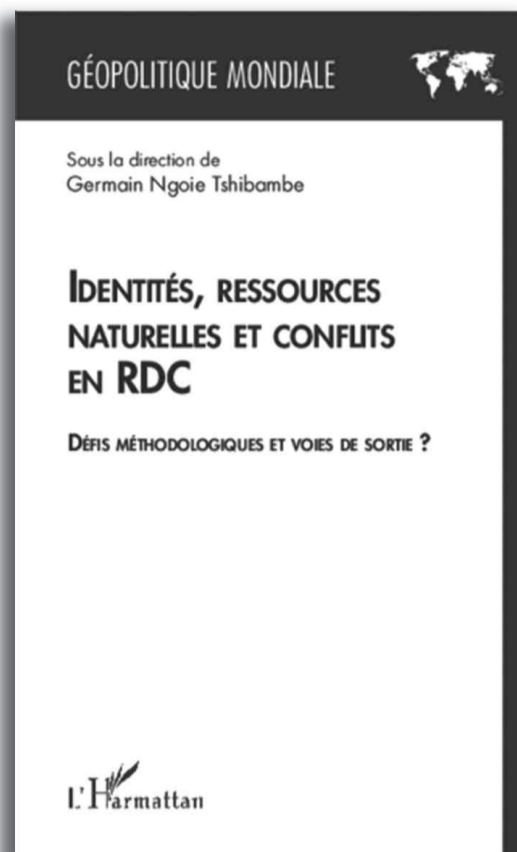 GÉOPOLITIQUE MONDIALE
Sous la direction de
Germain Ngoie Tshibambe
IDENTITÉS, RESSOURCES
NATURELLES ET CONFLITS
EN RDC
DÉFIS MÉTHODOLOGIQUES ET VOIES DE SORTIE ?
L'Harmattan